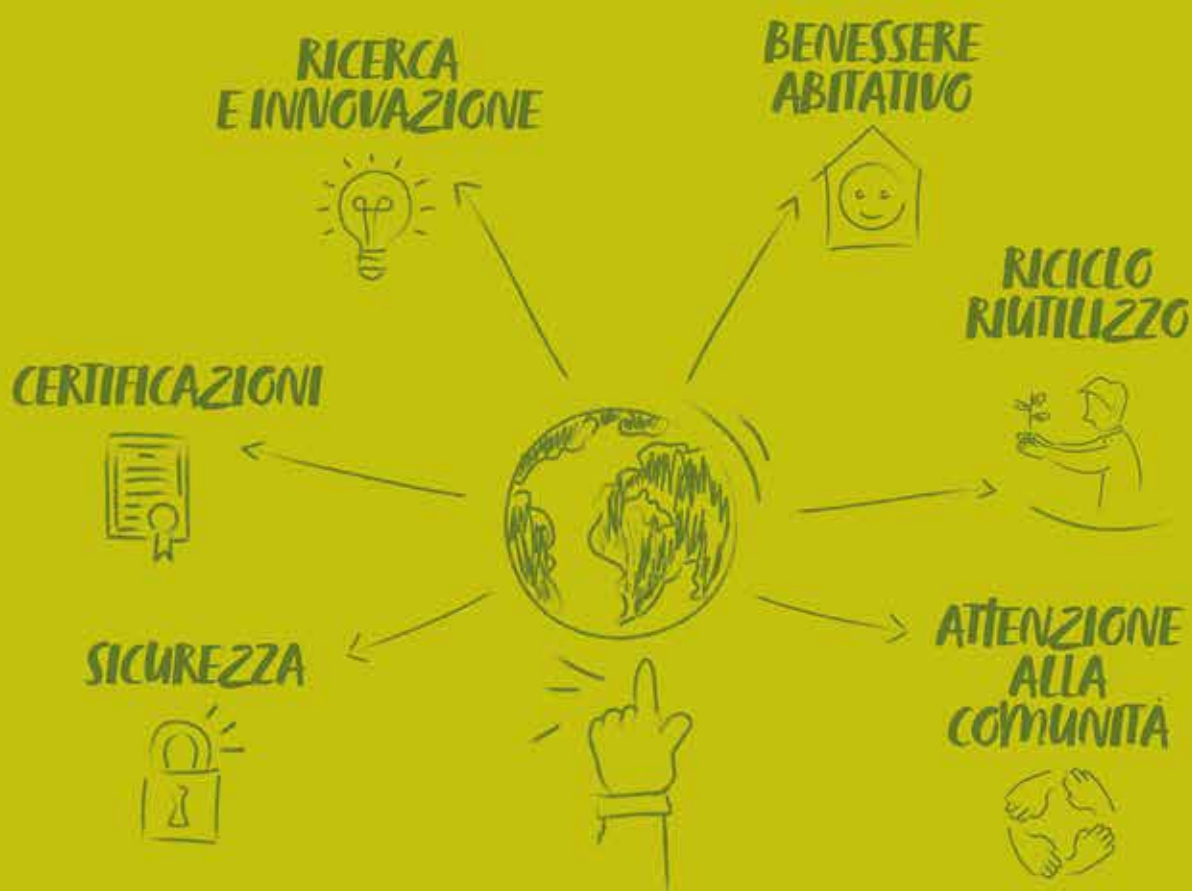 RICERCA
E INNOVAZIONE
BENESSERE
ABITATIVO
RICICLO
RIUTILIZZO
CERTIFICAZIONI
SICUREZZA
ATTENZIONE
ALLA
COMUNITÀ